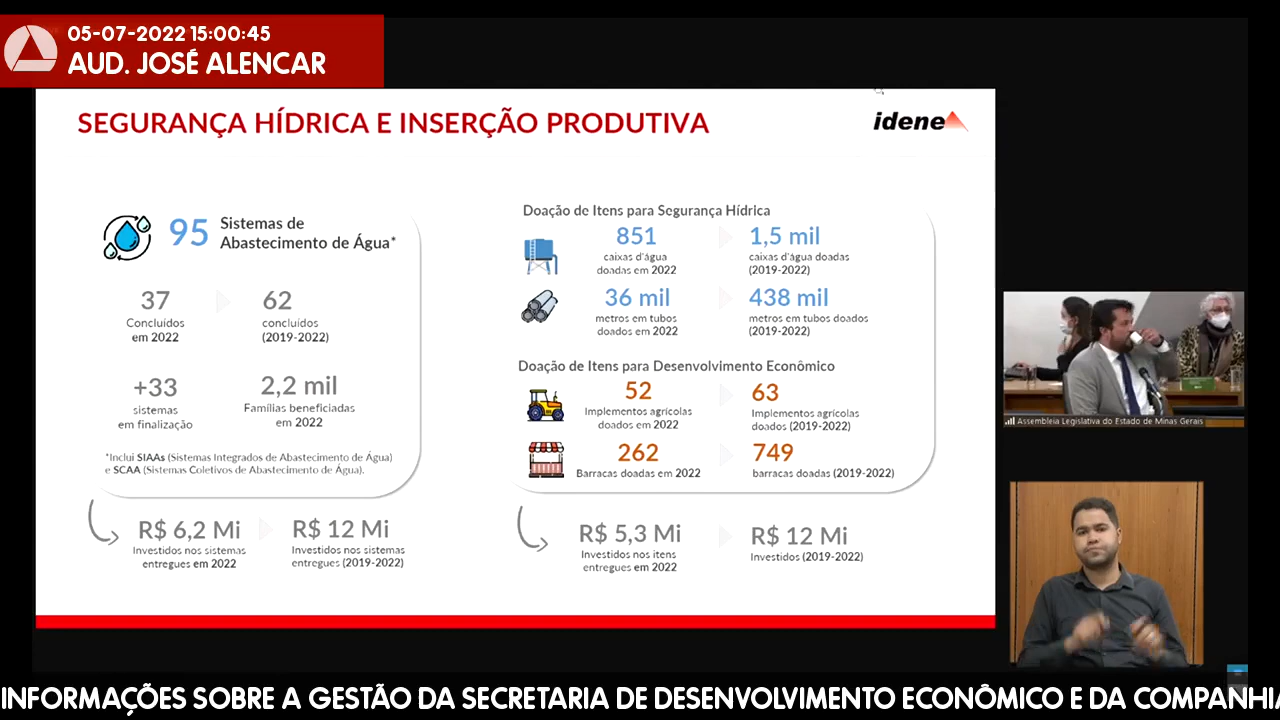 05-07-2022 15:00:45
AUD. JOSÉ ALENCAR
SEGURANÇA HÍDRICA E INSERÇÃO PRODUTIVA
idene
95
Sistemas de
Abastecimento de Água*
37
Concluídos
em 2022
62
concluídos
(2019-2022)
+33
sistemas
em finalização
2,2 mil
Famílias beneficiadas
em 2022
*Inclui SIAAs (Sistemas Integrados de Abastecimento de Água)
e SCAA (Sistemas Coletivos de Abastecimento de Água).
R$ 6,2 Mi
Investidos nos sistemas
entregues em 2022
R$ 12 Mi
Investidos nos sistemas
entregues (2019-2022)
Doação de Itens para Segurança Hídrica
851
caixas d'água
doadas em 2022
1,5 mil
caixas d'água doadas
(2019-2022)
36 mil
metros em tubos
doados em 2022
438 mil
metros em tubos doados
(2019-2022)
Doação de Itens para Desenvolvimento Econômico
52
Implementos agrícolas
doados em 2022
63
Implementos agrícolas
doados (2019-2022)
262
Barracas doadas em 2022
749
barracas doadas (2019-2022)
R$ 5,3 Mi
Investidos nos itens
entregues em 2022
R$ 12 Mi
Investidos (2019-2022)
Assembleia Legislativa do Estado de Minas Gerais
INFORMAÇÕES SOBRE A GESTÃO DA SECRETARIA DE DESENVOLVIMENTO ECONÔMICO E DA COMPANHIA